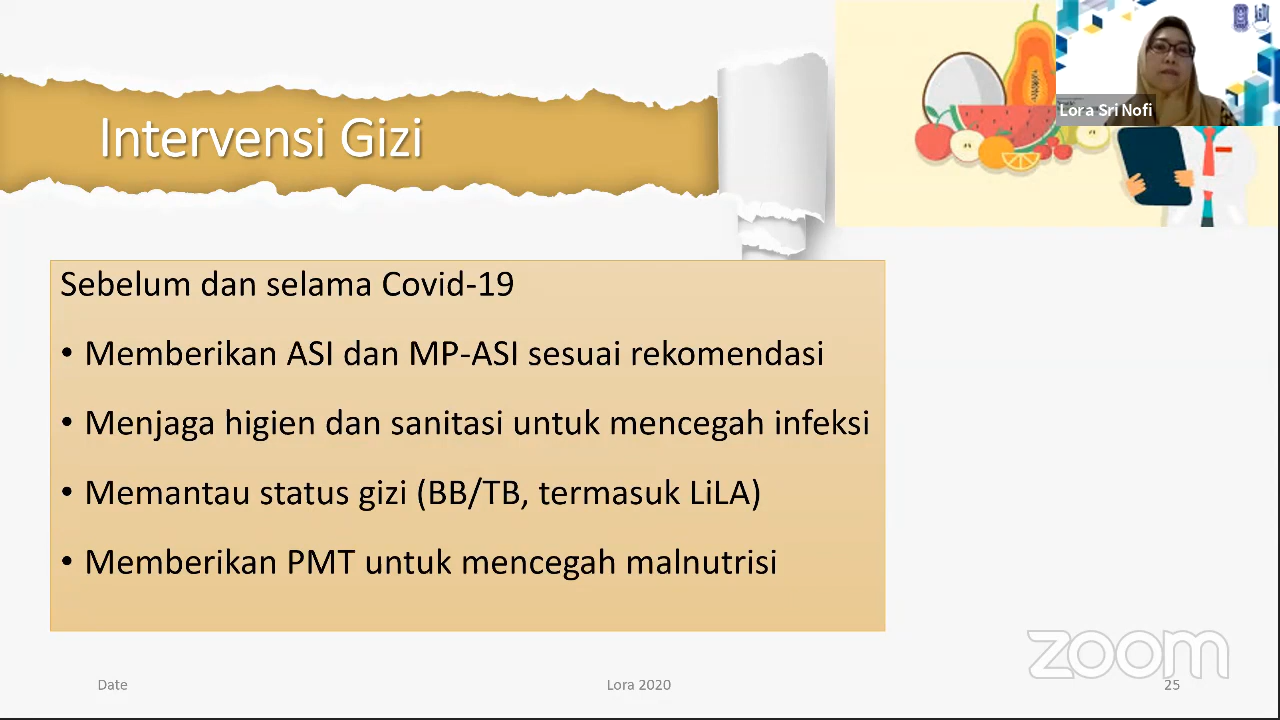 Lora Sri Nofi
Intervensi Gizi
Sebelum dan selama Covid-19
• Memberikan ASI dan MP-ASI sesuai rekomendasi
• Menjaga higien dan sanitasi untuk mencegah infeksi
• Memantau status gizi (BB/TB, termasuk LiLA)
• Memberikan PMT untuk mencegah malnutrisi
zoom
Date
Lora 2020
25